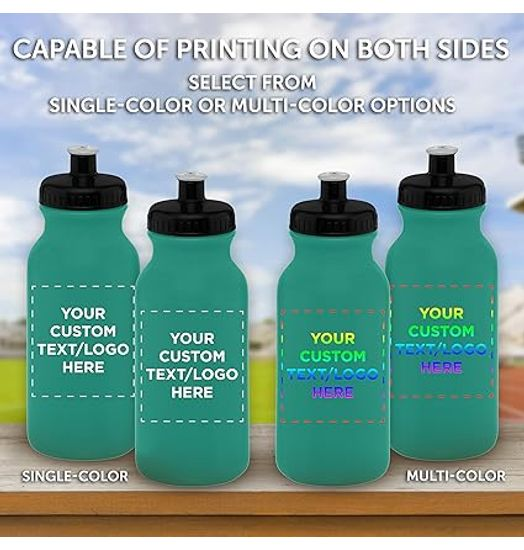 CAPABLE OF PRINTING ON BOTH SIDES
SELECT FROM
SINGLE-COLOR OR MULTI-COLOR OPTIONS
YOUR
CUSTOM
TEXT/LOGO
HERE
YOUR
CUSTOM
TEXT/LOGO
HERE
YOUR
CUSTOM
TEXT/LOGO
HERE
YOUR
CUSTOM
TEXT/LOGO
HERE
SINGLE-COLOR
MULTI-COLOR